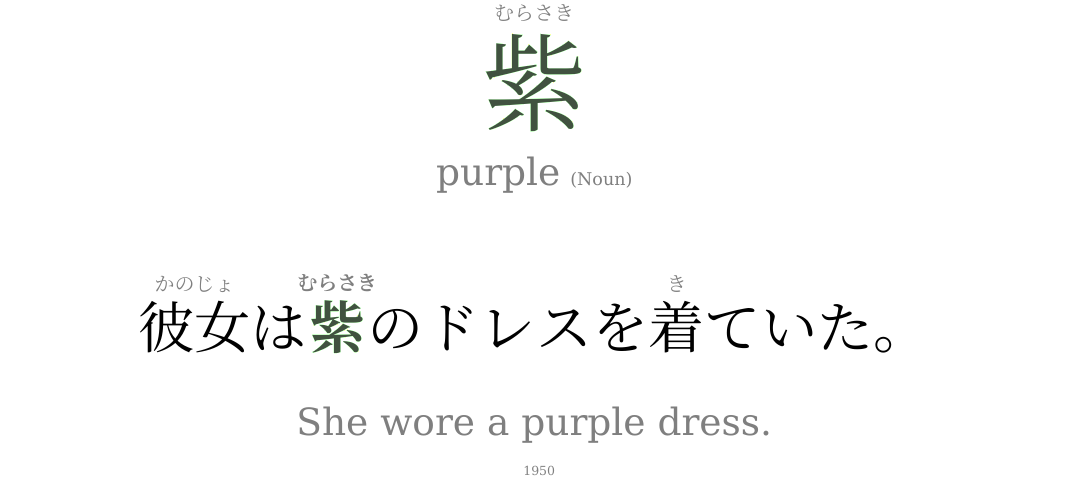 むらさき
紫
purple (Noun)
かのじょ むらさき き
彼女は紫のドレスを着ていた。
She wore a purple dress.
1950